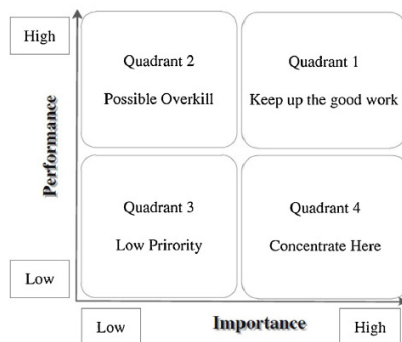 High
Quadrant 2
Possible Overkill
Quadrant 1
Keep up the good work
Performance
Quadrant 3
Low Prirority
Quadrant 4
Concentrate Here
Low
Low
Importance
High